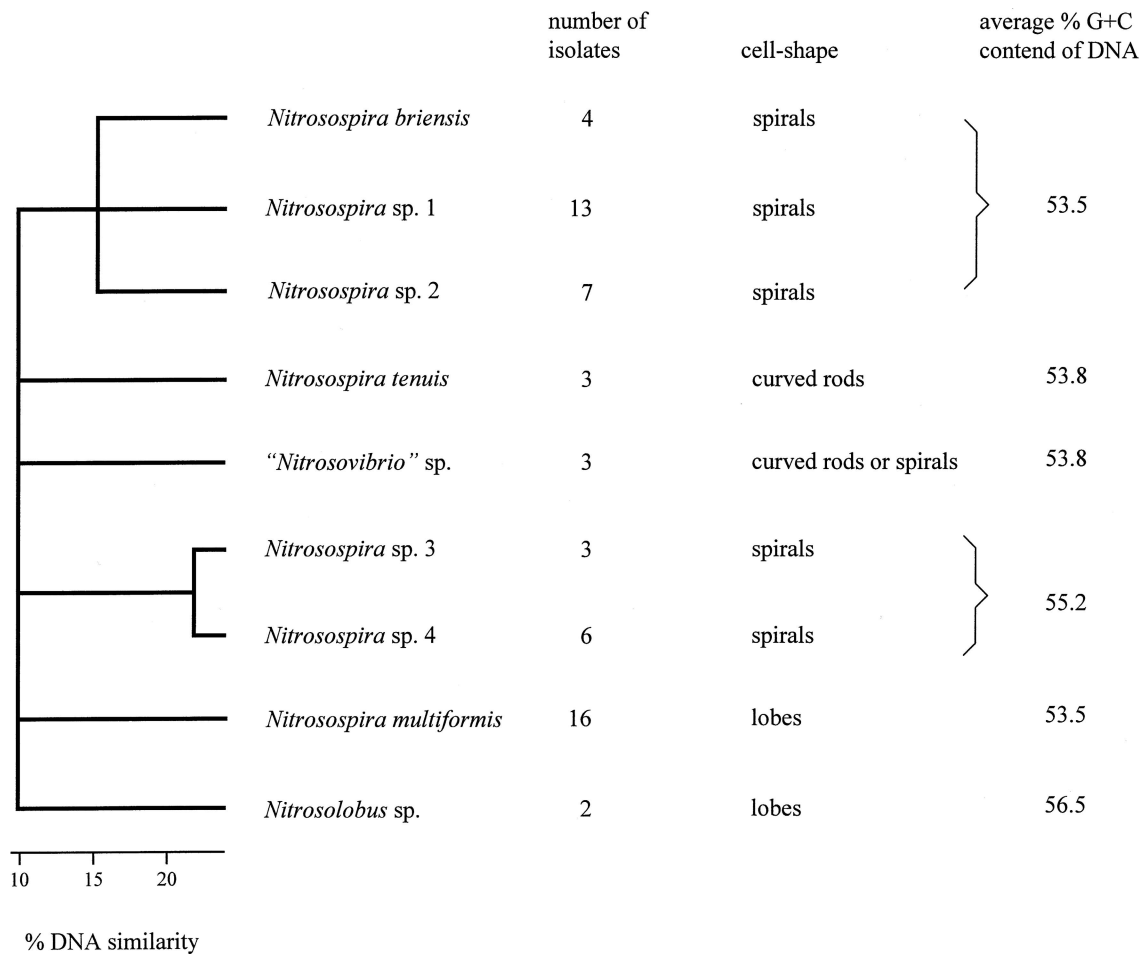 number of isolates cell-shape average % G+C contend of DNA
Nitrosospira briensis 4 spirals
Nitrosospira sp. 1 13 spirals 53.5
Nitrosospira sp. 2 7 spirals
Nitrosospira tenuis 3 curved rods 53.8
“Nitrosovibrio” sp. 3 curved rods or spirals 53.8
Nitrosospira sp. 3 3 spirals
55.2
Nitrosospira sp. 4 6 spirals
Nitrosospira multiformis 16 lobes 53.5
Nitrosolobus sp. 2 lobes 56.5
10 15 20
% DNA similarity